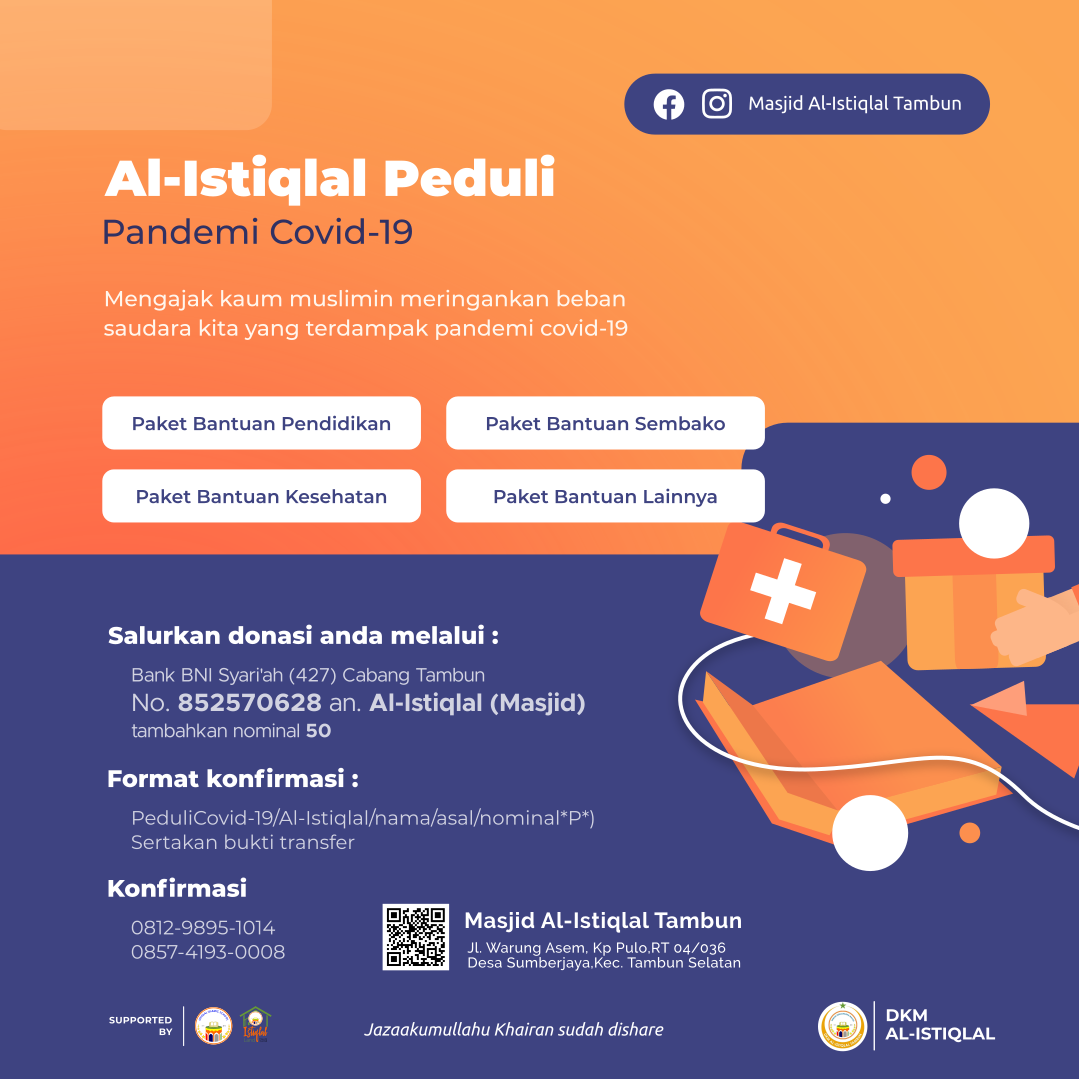 Masjid Al-Istiqlal Tambun
Al-Istiqlal Peduli
Pandemi Covid-19
Mengajak kaum muslimin meringankan beban
saudara kita yang terdampak pandemi covid-19
Paket Bantuan Pendidikan
Paket Bantuan Sembako
Paket Bantuan Kesehatan
Paket Bantuan Lainnya
Salurkan donasi anda melalui :
Bank BNI Syari'ah (427) Cabang Tambun
No. 852570628 an. Al-Istiqlal (Masjid)
tambahkan nominal 50
Format konfirmasi :
PeduliCovid-19/Al-Istiqlal/nama/asal/nominal*P*)
Sertakan bukti transfer
Konfirmasi
0812-9895-1014
0857-4193-0008
Masjid Al-Istiqlal Tambun
Jl. Warung Asem, Kp Pulo.RT 04/036
Desa Sumberjaya,Kec. Tambun Selatan
SUPPORTED
BY
Istiqlal
Jazaakumullahu Khairan sudah dishare
DKM
AL-ISTIQLAL